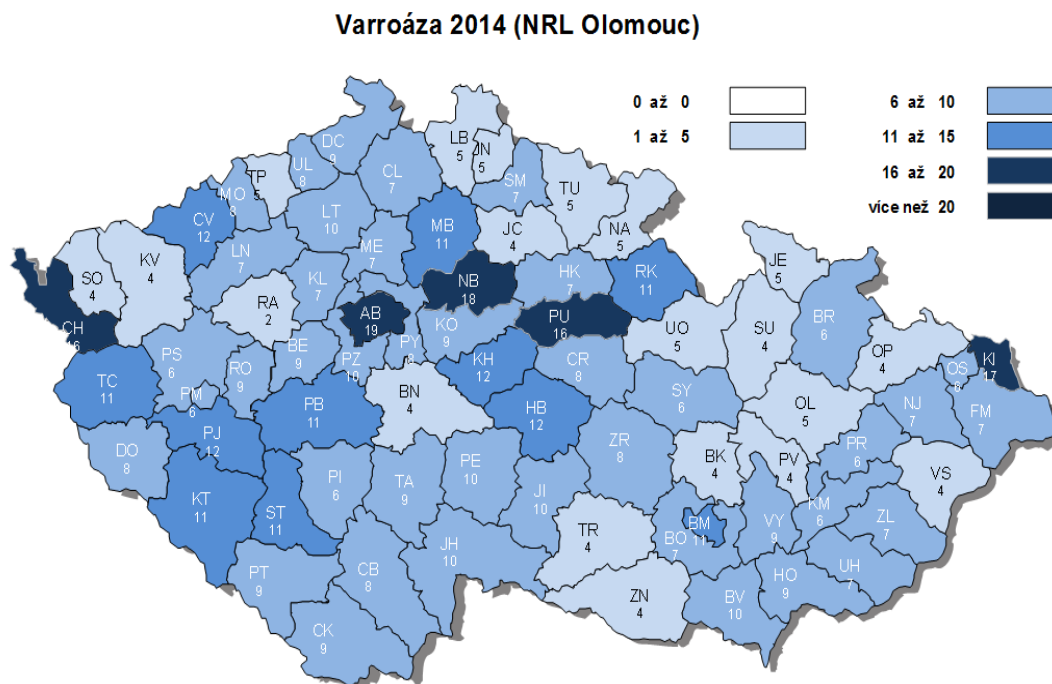 Varroáza 2014 (NRL Olomouc)
0 až 0
1 až 5
6 až 10
11 až 15
16 až 20
více než 20
DC
9
LB
5
JN
5
UL
8
TP
5
CL
7
SM
7
TU
5
MO
8
CV
12
LT
10
MB
11
JC
4
NA
5
KV
4
SO
4
LN
7
ME
7
KL
7
NB
18
HK
7
RK
11
JE
5
RA
2
AB
19
PU
16
CH
16
KO
9
UO
5
SU
4
BR
6
PS
6
RO
9
BE
9
PZ
10
PY
8
KH
12
CR
8
OP
4
KI
17
OS
8
TC
11
PM
6
PB
11
BN
4
HB
12
SY
6
OL
5
NJ
7
FM
7
PJ
12
DO
8
ZR
8
PR
6
BK
4
PV
4
VS
4
KT
11
ST
11
PI
6
TA
9
PE
10
JI
10
TR
4
BM
11
BO
7
VY
9
KM
6
ZL
7
PT
9
CB
8
JH
10
ZN
4
BV
10
HO
9
UH
7
CK
9